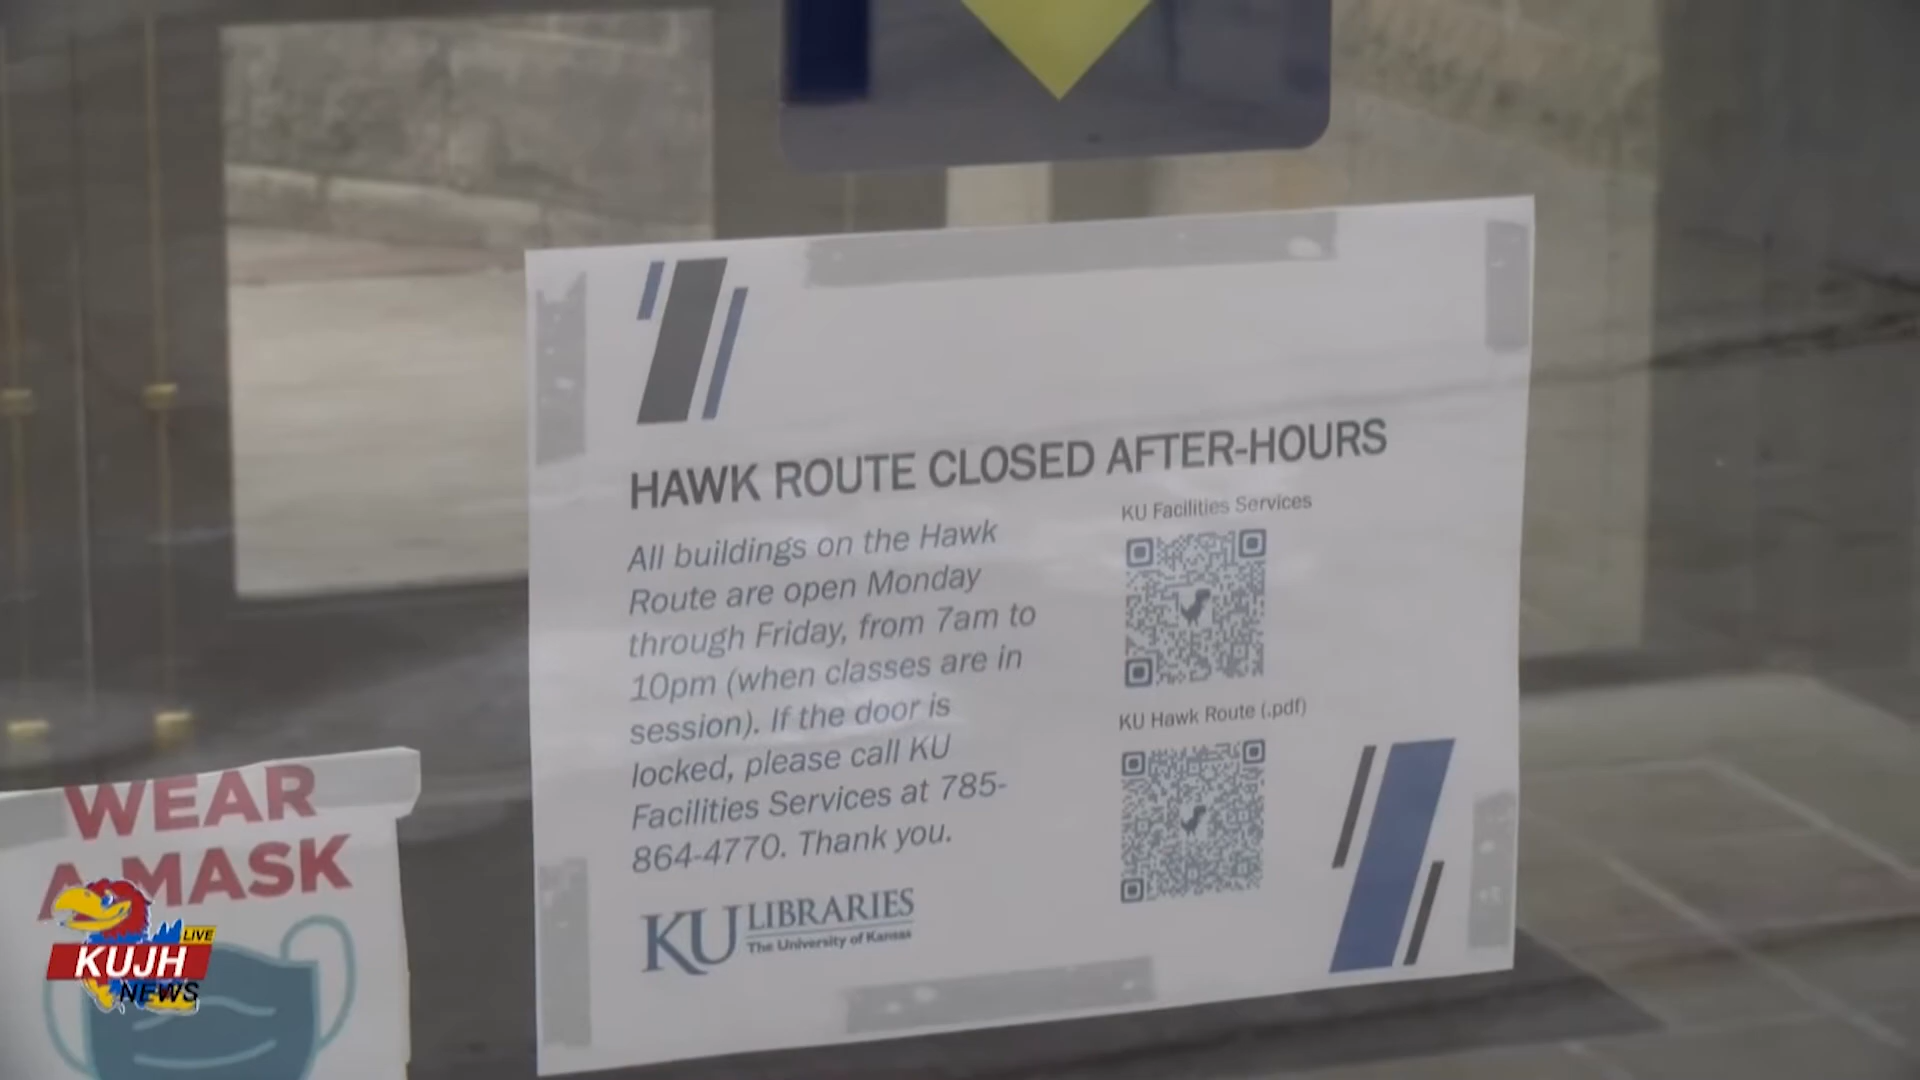 HAWK ROUTE CLOSED AFTER-HOURS
All buildings on the Hawk
Route are open Monday
through Friday, from 7am to
10pm (when classes are in
session). If the door is
locked, please call KU
Facilities Services at 785-
864-4770. Thank you.
KU Facilities Services
KU Hawk Route (.pdf)
KU LIBRARIES
The University of Kansas
WEAR
A MASK
LIVE
KUJH
NEWS